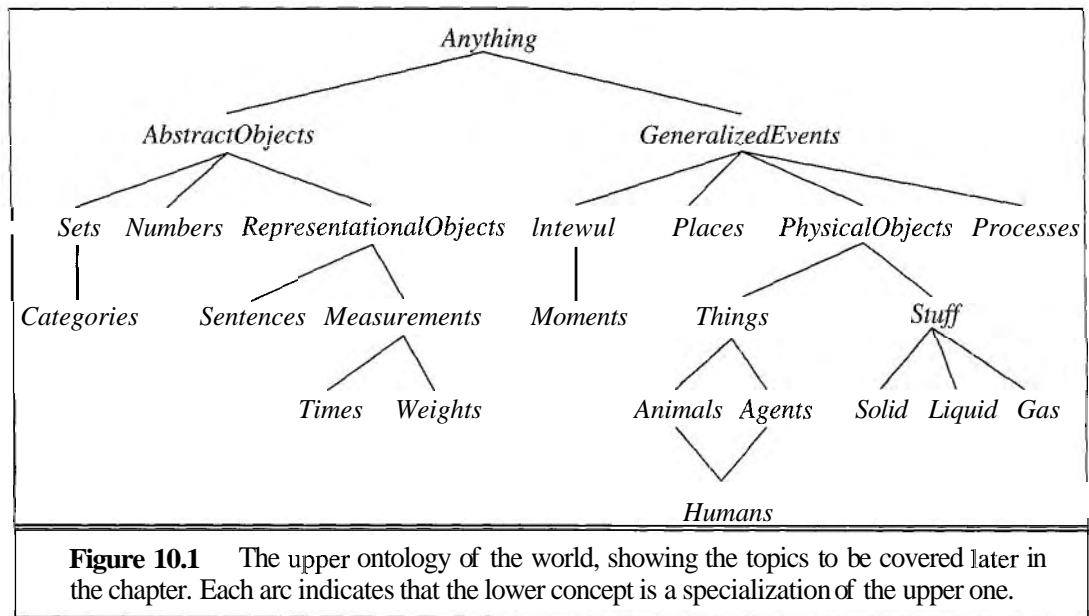 Anything
AbstractObjects GeneralizedEvents
Sets Numbers RepresentationalObjects Intewul Places PhysicalObjects Processes
Categories Sentences Measurements Moments Things Stuff
Times Weights Animals Agents Solid Liquid Gas
Humans
Figure 10.1 The upper ontology of the world, showing the topics to be covered later in
the chapter. Each arc indicates that the lower concept is a specialization of the upper one.